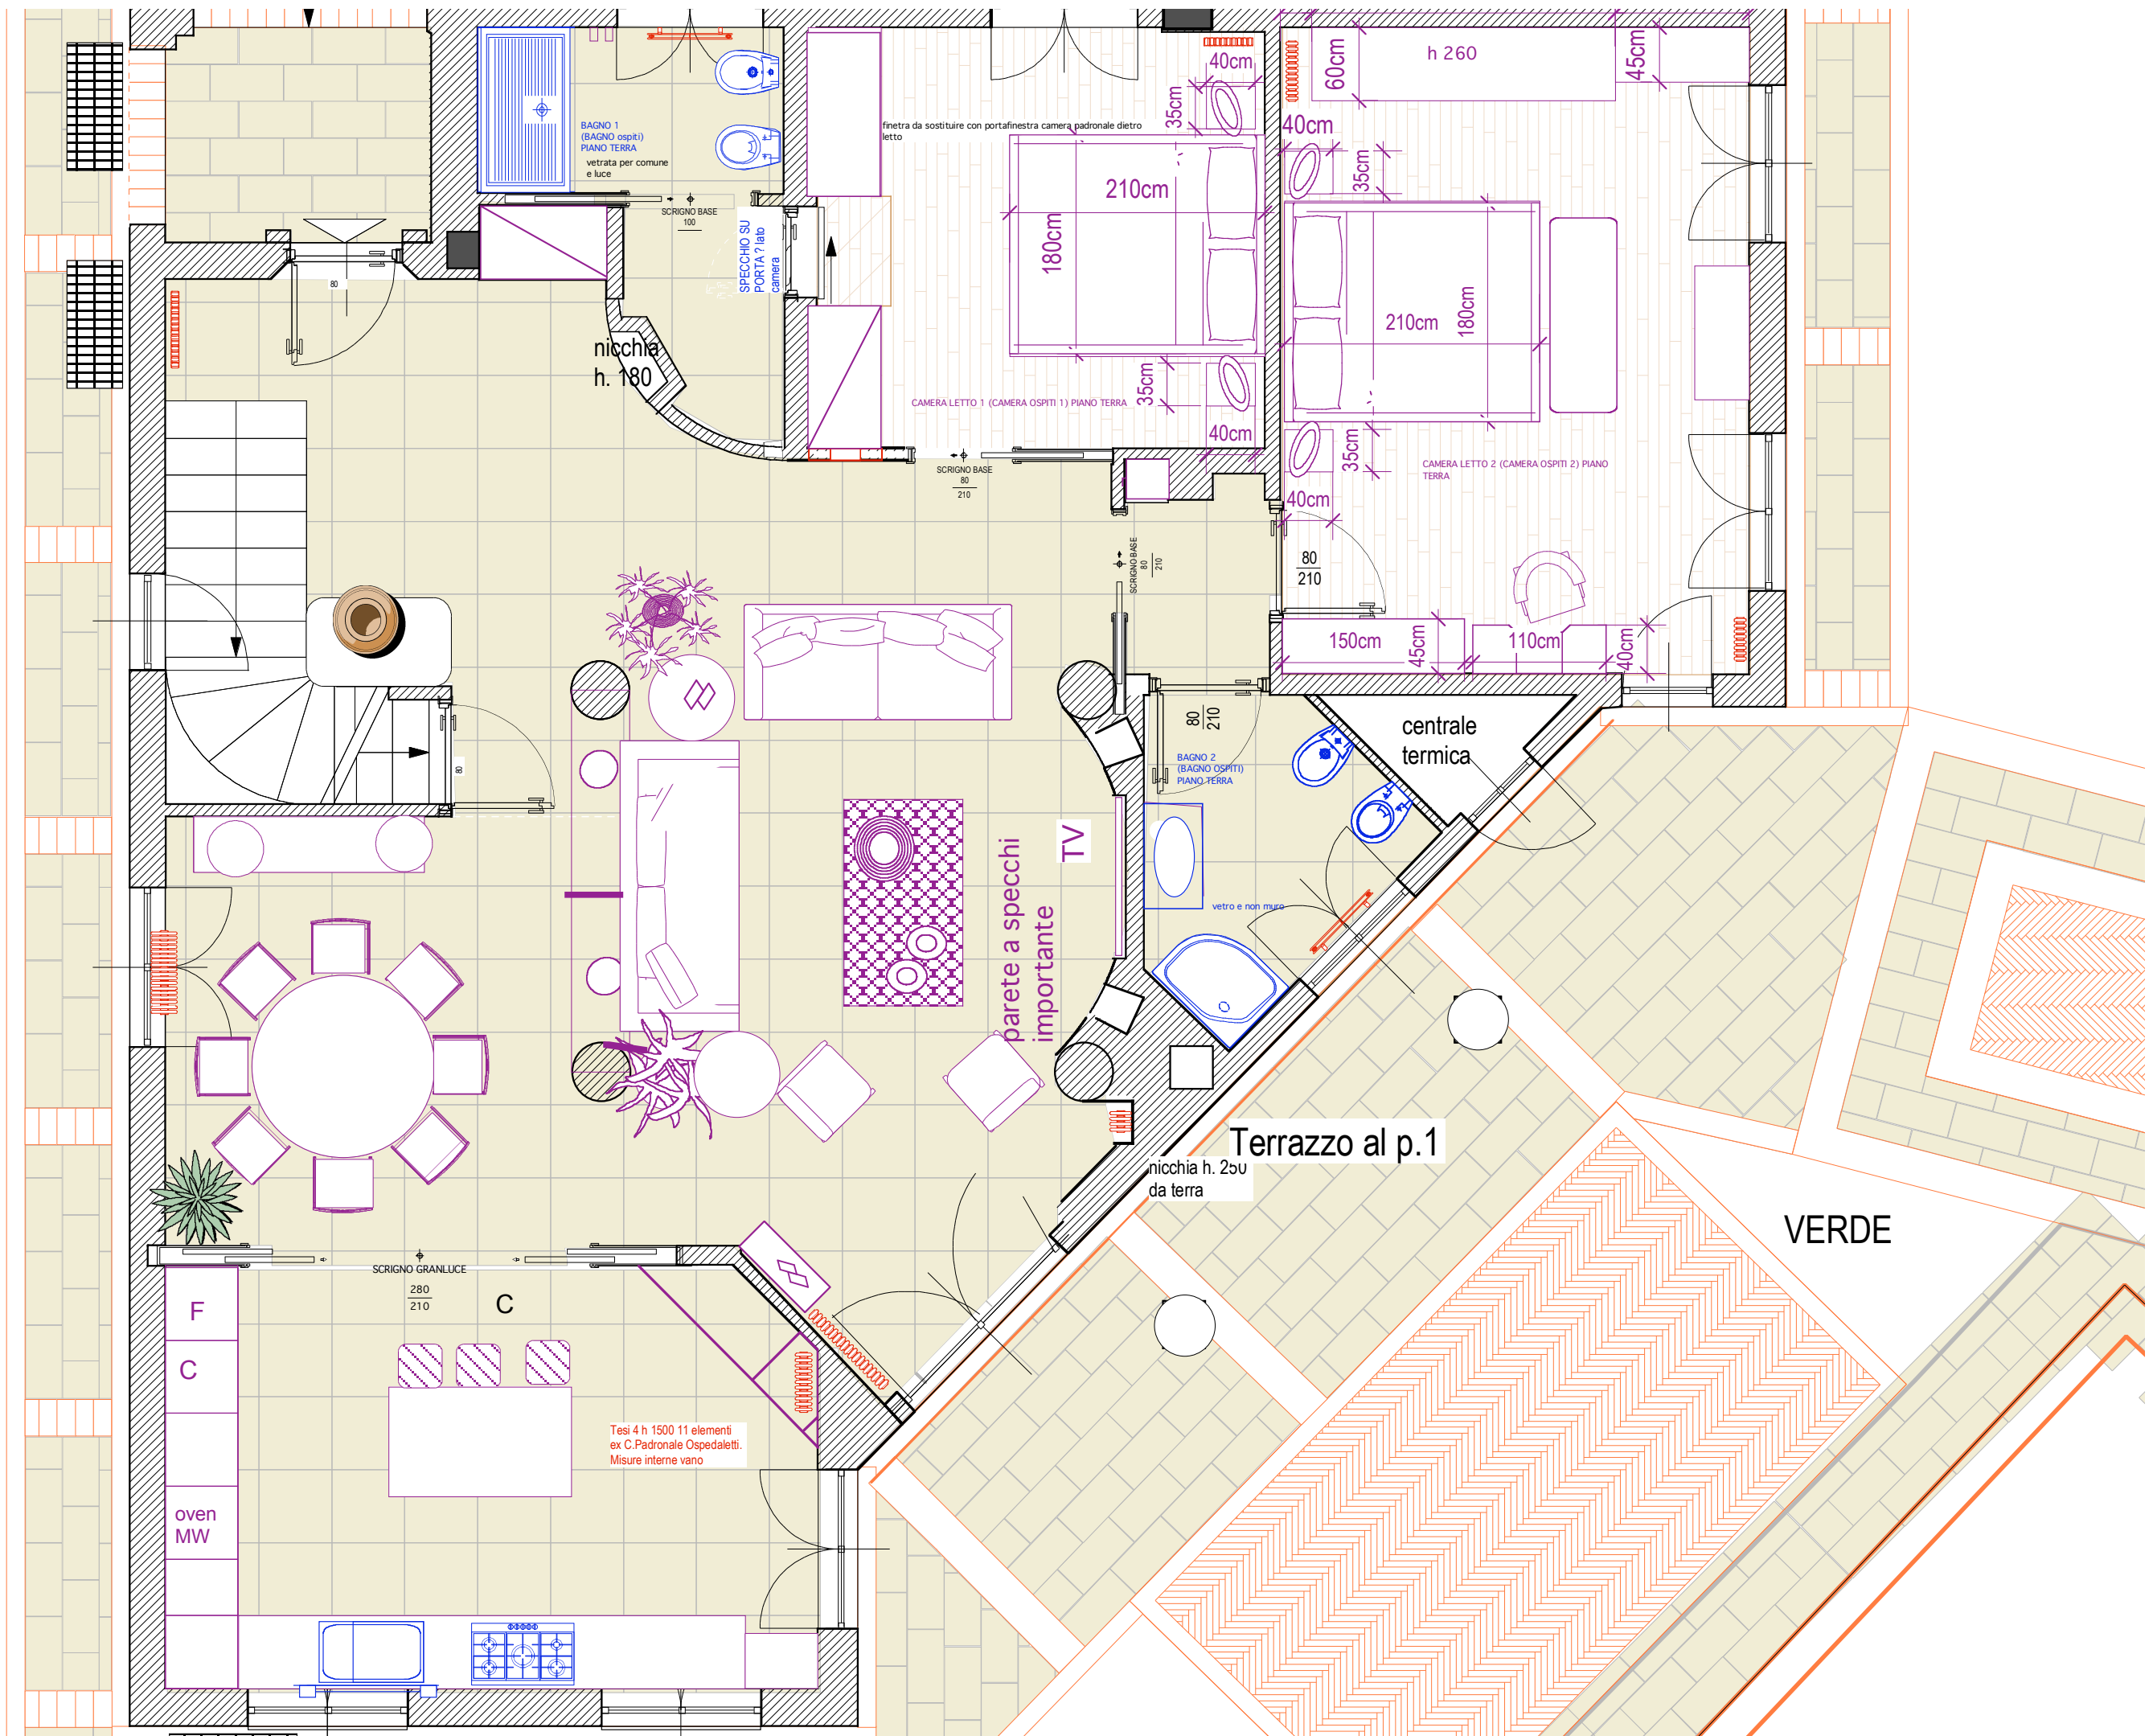 h 260
60cm
45cm
40cm
35cm
BAGNO 1
(BAGNO ospiti)
PIANO TERRA
vetrata per comune
e luce
finetra da sostituire con portafinestra camera padronale dietro
letto
40cm
35cm
210cm
180cm
SCRIGNO BASE
100
SPECCHIO SU
PORTA ? lato
camera
80
210cm
180cm
nicchia
h. 180
35cm
CAMERA LETTO 1 (CAMERA OSPITI 1) PIANO TERRA
40cm
35cm
CAMERA LETTO 2 (CAMERA OSPITI 2) PIANO
TERRA
40cm
SCRIGNO BASE
80
210
SCRIGNO BASE
80
210
80
210
150cm
45cm
110cm
40cm
80
210
centrale
termica
80
BAGNO 2
(BAGNO OSPITI)
PIANO TERRA
TV
parete a specchi
importante
vetro e non muro
Terrazzo al p.1
nicchia h. 250
da terra
VERDE
SCRIGNO GRANLUCE
280
210
C
F
C
Tesi 4 h 1500 11 elementi
ex C.Padronale Ospedaletti.
Misure interne vano
oven
MW